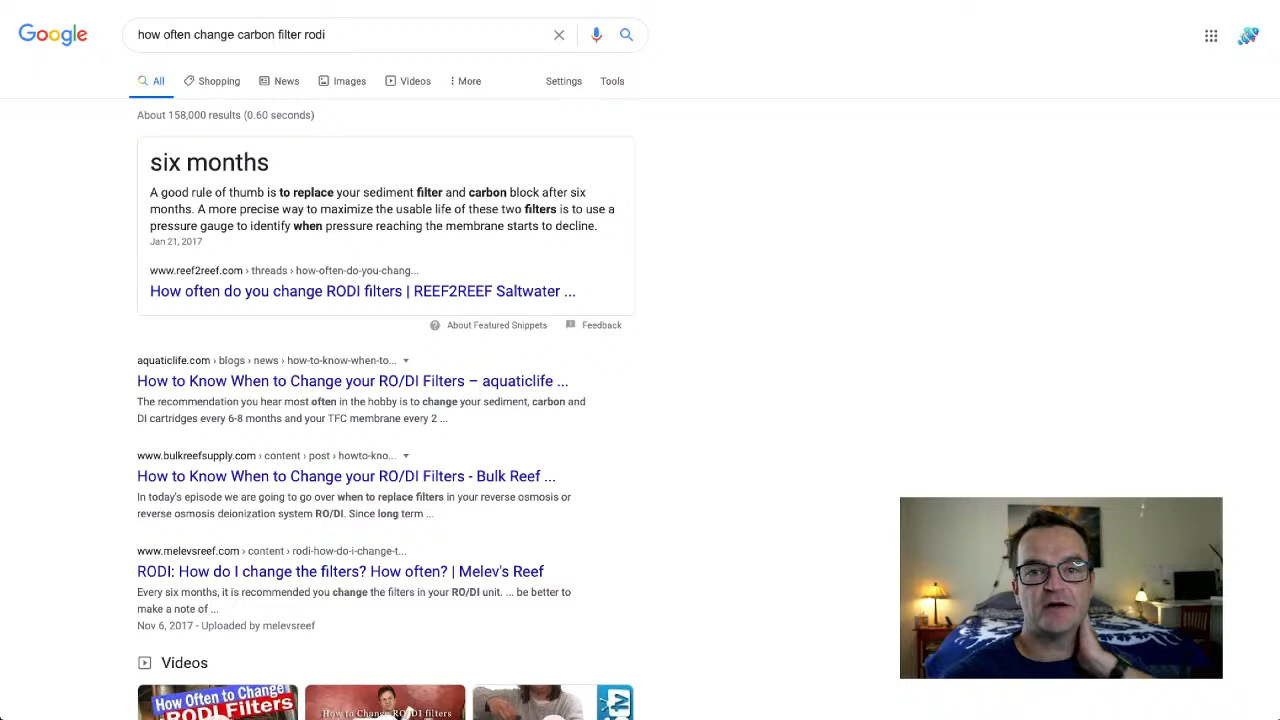 Google
how often change carbon filter rodi
All
Shopping
News
Images
Videos
More
Settings
Tools
About 158,000 results (0.60 seconds)
six months
A good rule of thumb is to replace your sediment filter and carbon block after six
months. A more precise way to maximize the usable life of these two filters is to use a
pressure gauge to identify when pressure reaching the membrane starts to decline.
Jan 21, 2017
www.reef2reef.com › threads › how-often-do-you-chang...
How often do you change RODI filters | REEF2REEF Saltwater ...
About Featured Snippets
Feedback
aquaticlife.com › blogs › news › how-to-know-when-to...
How to Know When to Change your RO/DI Filters – aquaticlife ...
The recommendation you hear most often in the hobby is to change your sediment, carbon and
DI cartridges every 6-8 months and your TFC membrane every 2 ...
www.bulkreefsupply.com › content › post › howto-kno...
How to Know When to Change your RO/DI Filters - Bulk Reef ...
In today's episode we are going to go over when to replace filters in your reverse osmosis or
reverse osmosis deionization system RO/DI. Since long term ...
www.melevsreef.com › content › rodi-how-do-i-change-t...
RODI: How do I change the filters? How often? | Melev's Reef
Every six months, it is recommended you change the filters in your RO/DI unit. ... be better to
make a note of ...
Nov 6, 2017 - Uploaded by melevsreef
Videos
How Often to Change
RODI Filters
How to Change RO/DI filters